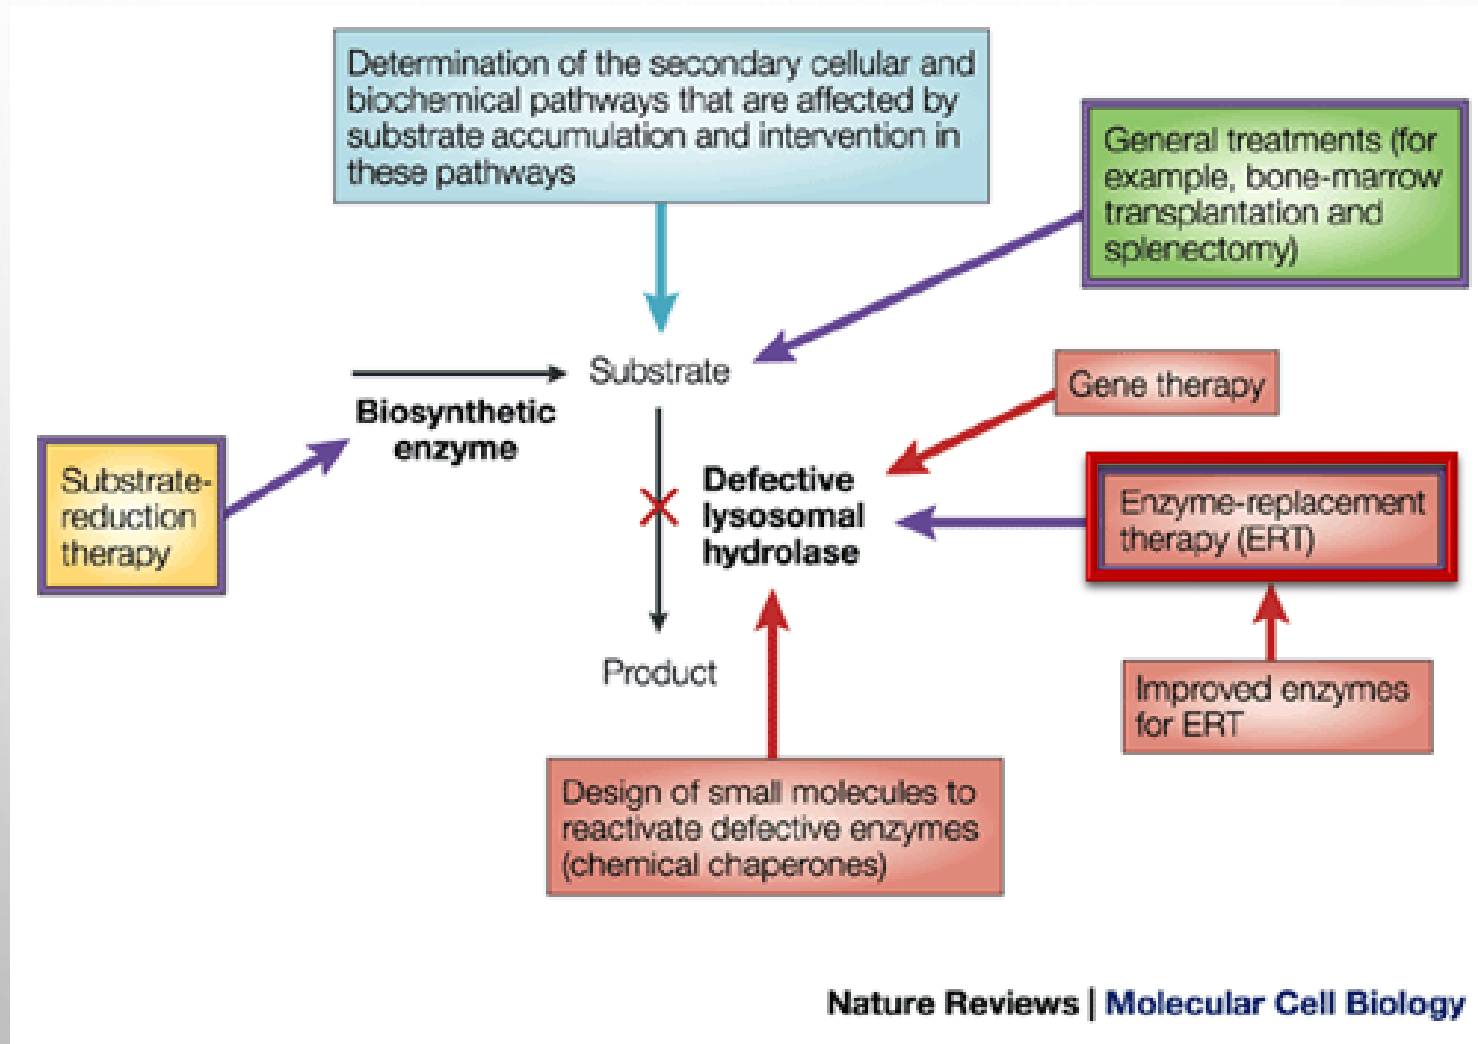 Determination of the secondary cellular and
biochemical pathways that are affected by
substrate accumulation and intervention in
these pathways
General treatments (for
example, bone-marrow
transplantation and
splenectomy)
Substrate
Gene therapy
Biosynthetic
enzyme
Substrate-
reduction
therapy
Defective
lysosomal
hydrolase
Enzyme-replacement
therapy (ERT)
Product
Improved enzymes
for ERT
Design of small molecules to
reactivate defective enzymes
(chemical chaperones)
Nature Reviews | Molecular Cell Biology